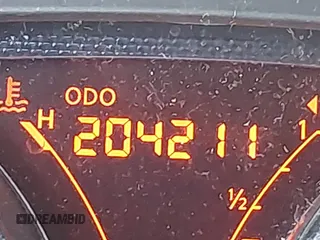 ODO
H 204211 1
1/2
DREAMBID